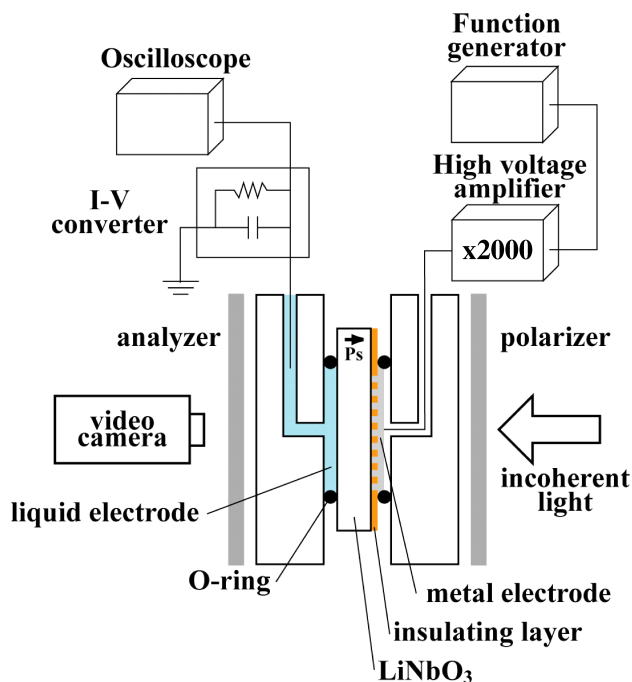 Function
generator
Oscilloscope
High voltage
amplifier
I-V
converter
x2000
analyzer
Ps
polarizer
video
camera
incoherent
light
liquid electrode
O-ring
metal electrode
insulating layer
LiNbO₃